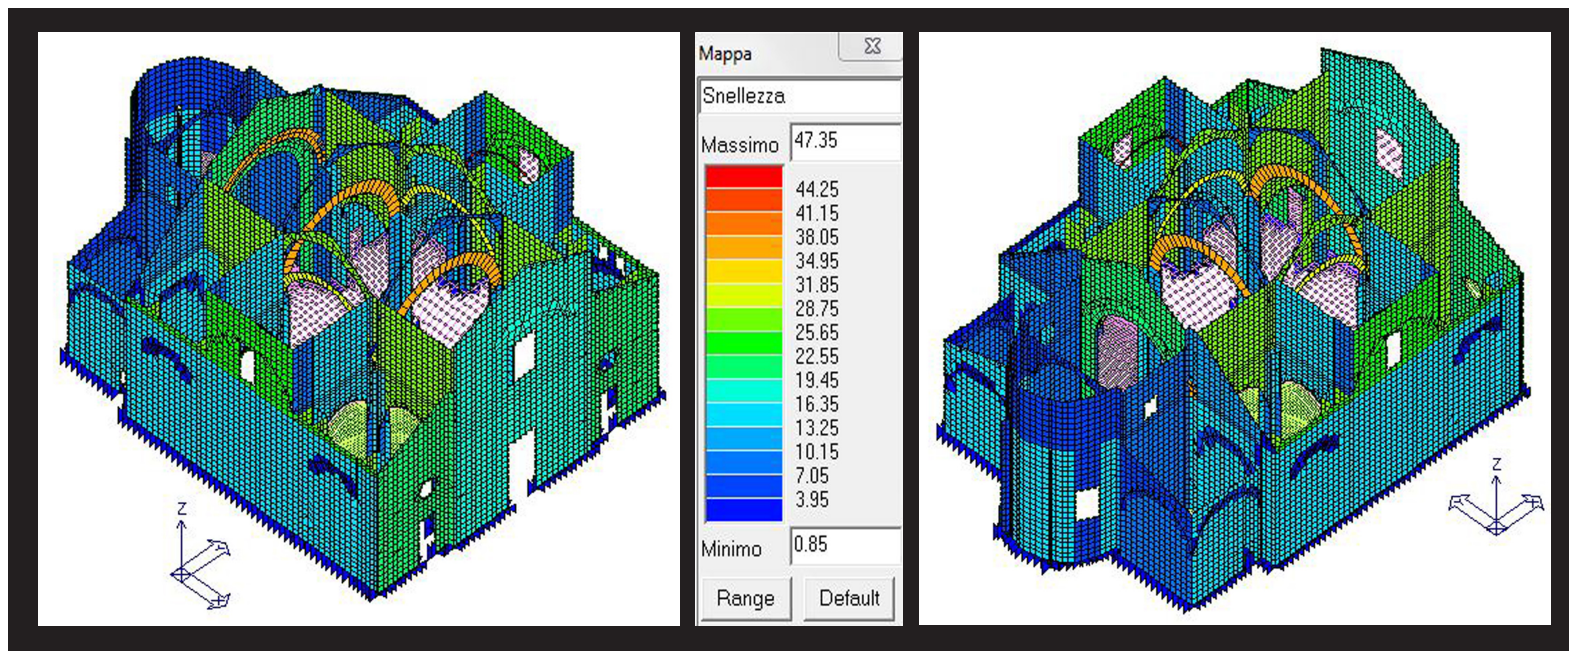 Mappa
Snellezza
Massimo 47.35
44.25
41.15
38.05
34.95
31.85
28.75
25.65
22.55
19.45
16.35
13.25
10.15
7.05
3.95
Minimo 0.85
Range Default
Z
Z